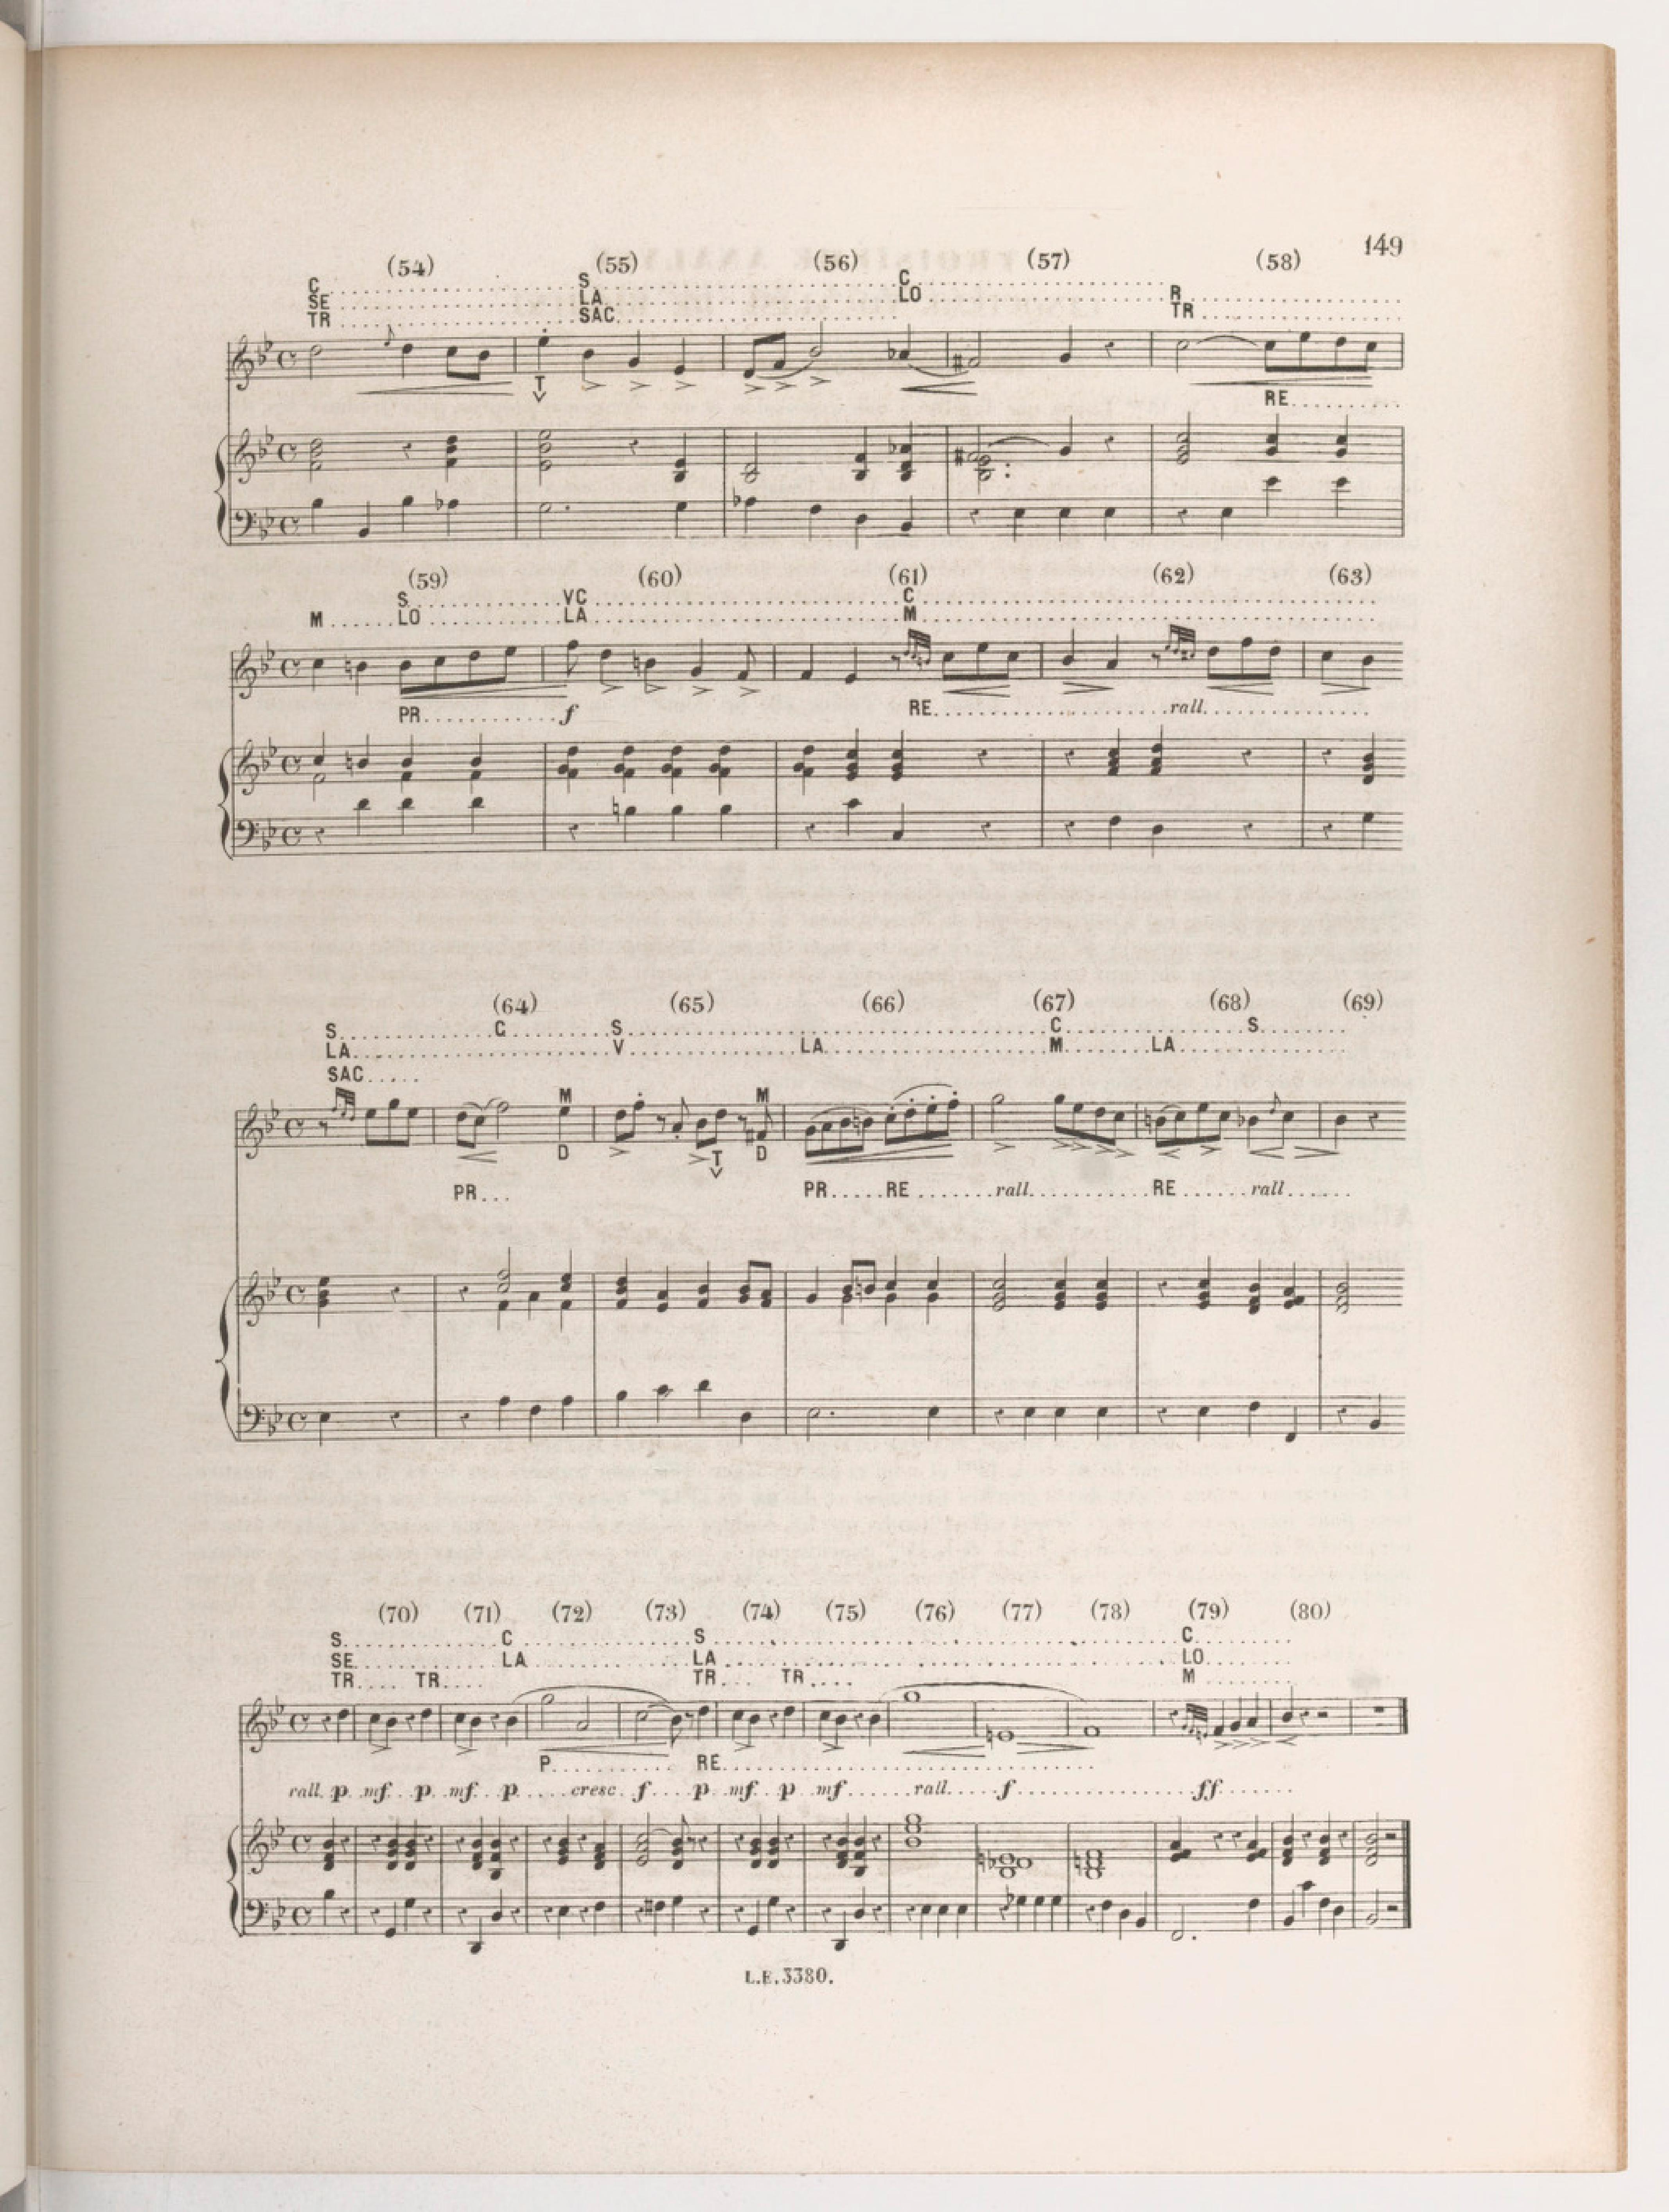 149
(54) (55) (56) (57) (58)
C S C
SE LA LO R
TR SAC TR
T
RE
(59) (60) (61) (62) (63)
S VC C
M LO LA M
PR f RE rall.
(64) (65) (66) (67) (68) (69)
S C S C S
LA V LA M LA
SAC
M M
D T D
PR PR RE rall. RE rall.
(70) (71) (72) (73) (74) (75) (76) (77) (78) (79) (80)
S C S C
SE LA LA LO
TR TR TR TR M
P RE
rall. p mf p mf p cresc. f p mf p mf rall. f ff
L.E.3380.